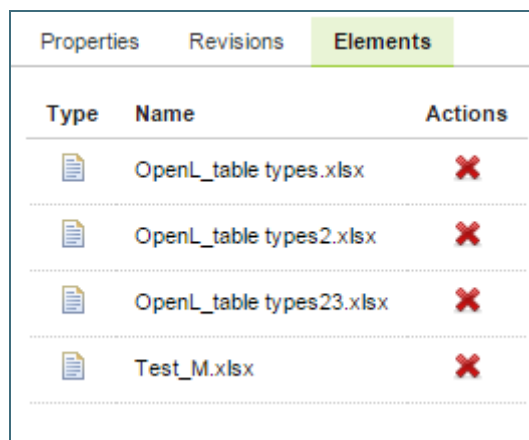 Properties Revisions Elements
Type Name Actions
OpenL_table types.xlsx
OpenL_table types2.xlsx
OpenL_table types23.xlsx
Test_M.xlsx